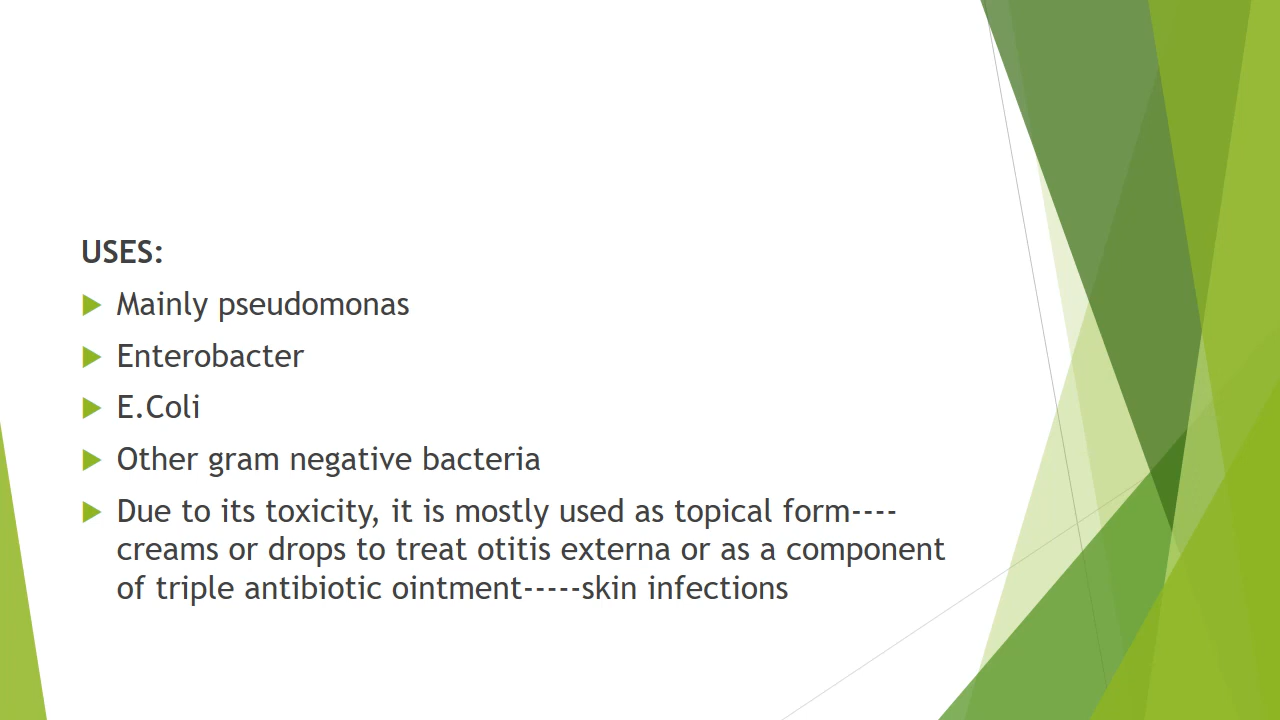 USES:
Mainly pseudomonas
Enterobacter
E.Coli
Other gram negative bacteria
Due to its toxicity, it is mostly used as topical form----
creams or drops to treat otitis externa or as a component
of triple antibiotic ointment-----skin infections